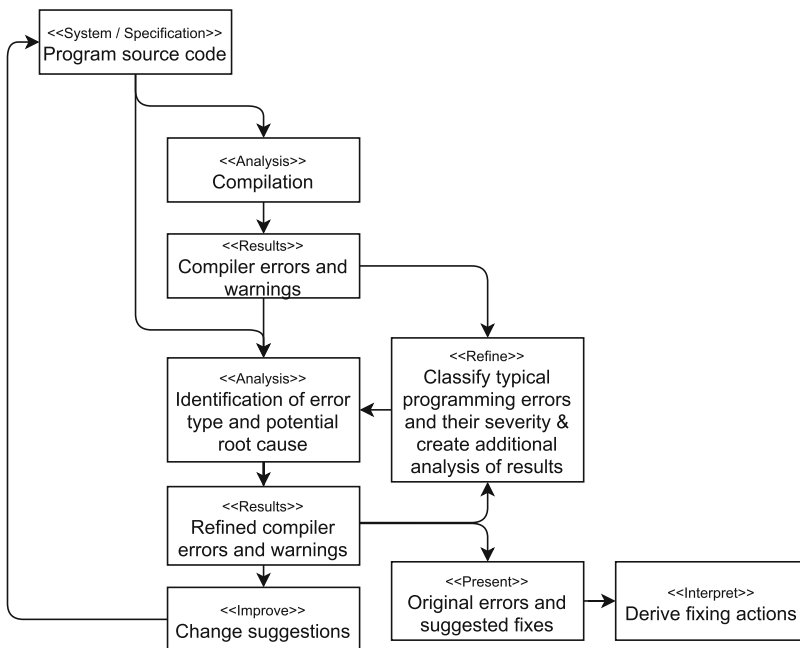 <<System / Specification>>
Program source code
<<Analysis>>
Compilation
<<Results>>
Compiler errors and
warnings
<<Refine>>
Classify typical
programming errors
and their severity &
create additional
analysis of results
<<Analysis>>
Identification of error
type and potential
root cause
<<Results>>
Refined compiler
errors and warnings
<<Present>>
Original errors and
suggested fixes
<<Interpret>>
Derive fixing actions
<<Improve>>
Change suggestions